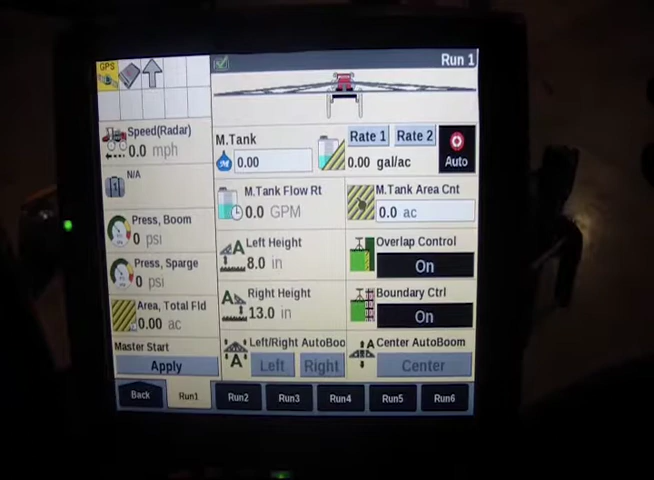 GPS
Run 1
Speed(Radar)
0.0 mph
N/A
Press, Boom
0 psi
Press, Sparge
0 psi
Area, Total Fld
0.00 ac
Master Start
Apply
M.Tank
0.00
Rate 1
Rate 2
0.00 gal/ac
Auto
M.Tank Flow Rt
0.0 GPM
M.Tank Area Cnt
0.0 ac
A
Left Height
8.0 in
Overlap Control
On
A
Right Height
13.0 in
Boundary Ctrl
On
A
Left/Right AutoBoo
Left
Right
A
Center AutoBoom
Center
Back
Run1
Run2
Run3
Run4
Run5
Run6